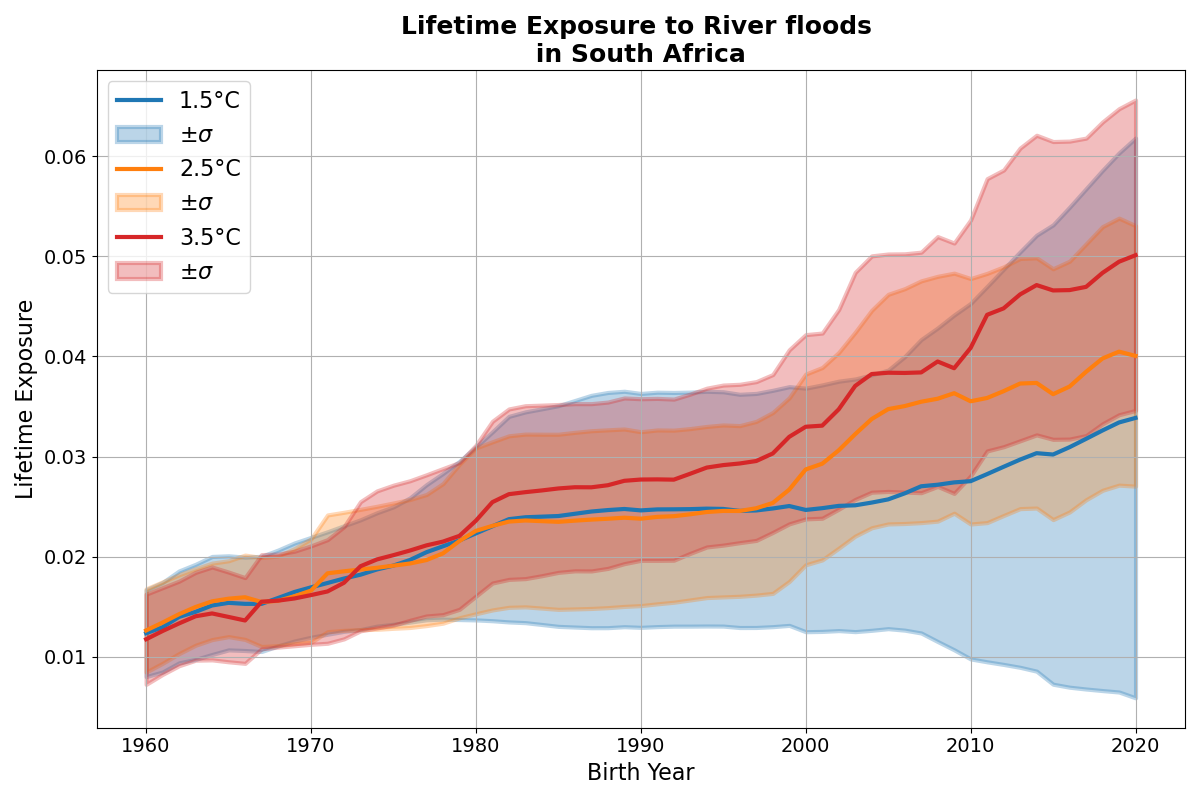 Lifetime Exposure to River floods
in South Africa
1.5°C
±σ
2.5°C
±σ
3.5°C
±σ
Lifetime Exposure
0.06
0.05
0.04
0.03
0.02
0.01
1960 1970 1980 1990 2000 2010 2020
Birth Year